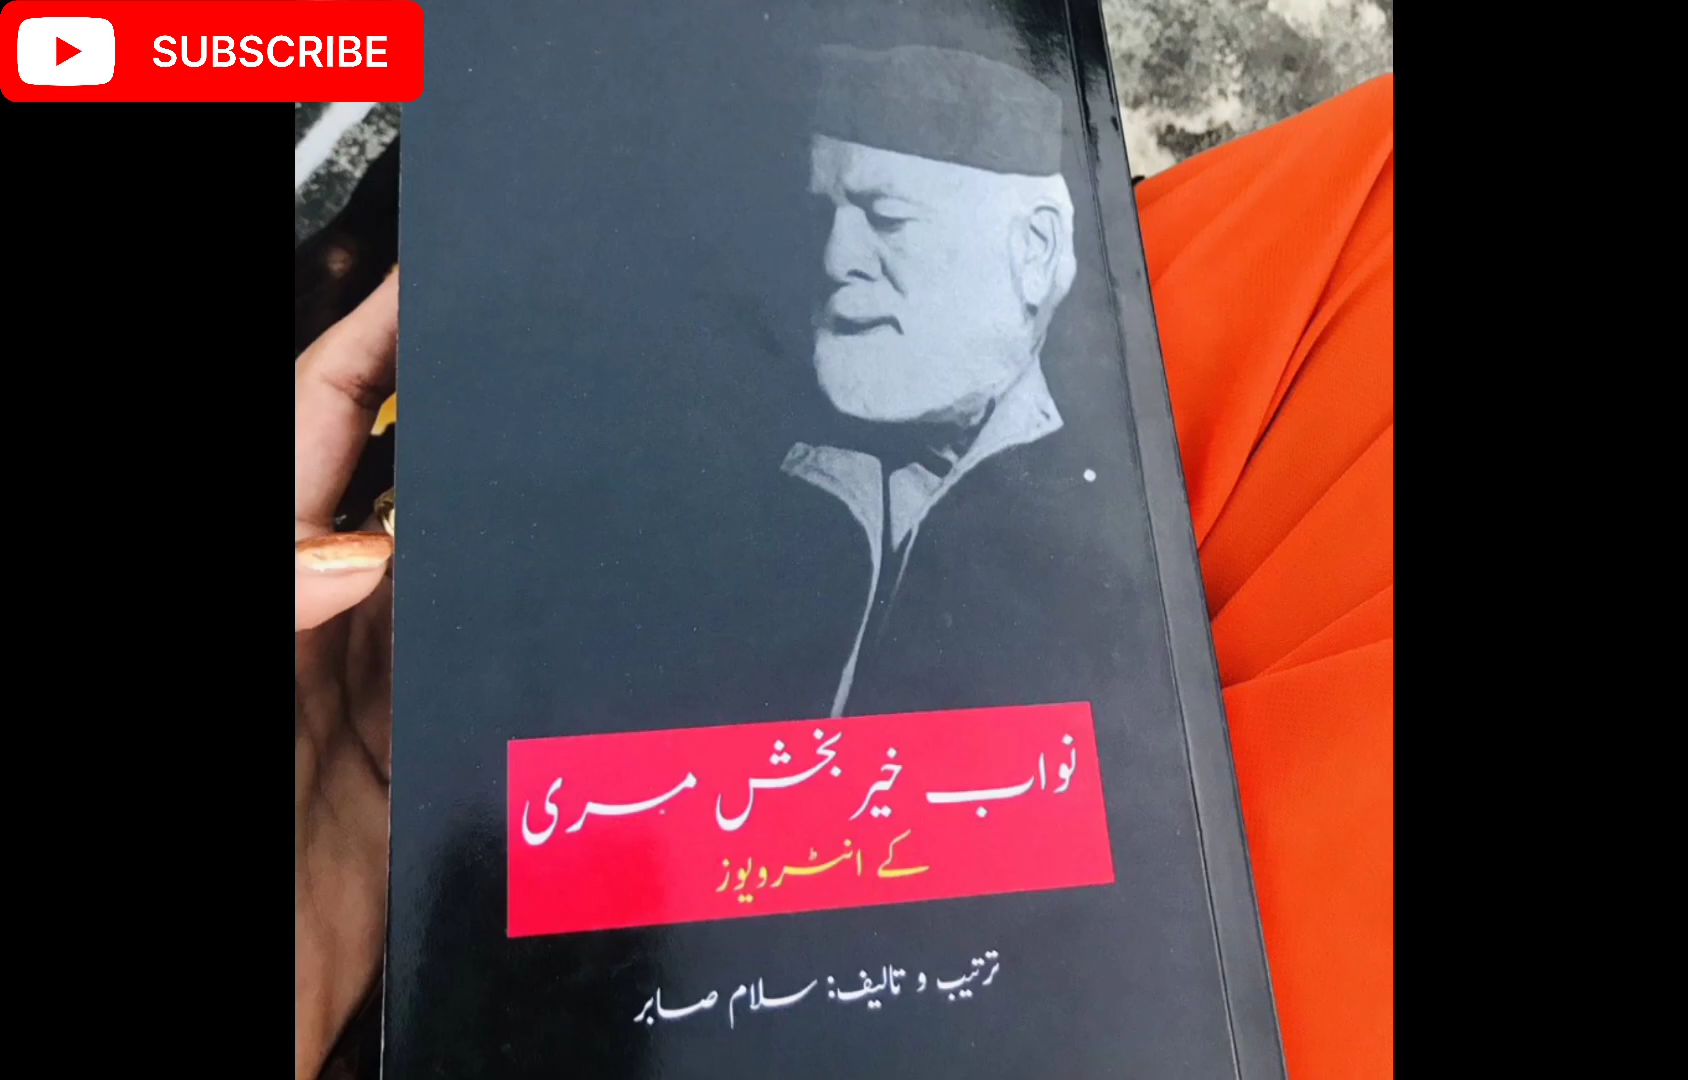 SUBSCRIBE
نواب خیر بخش مری
کے انٹرویوز
ترتیب و تالیف: سلام صابر